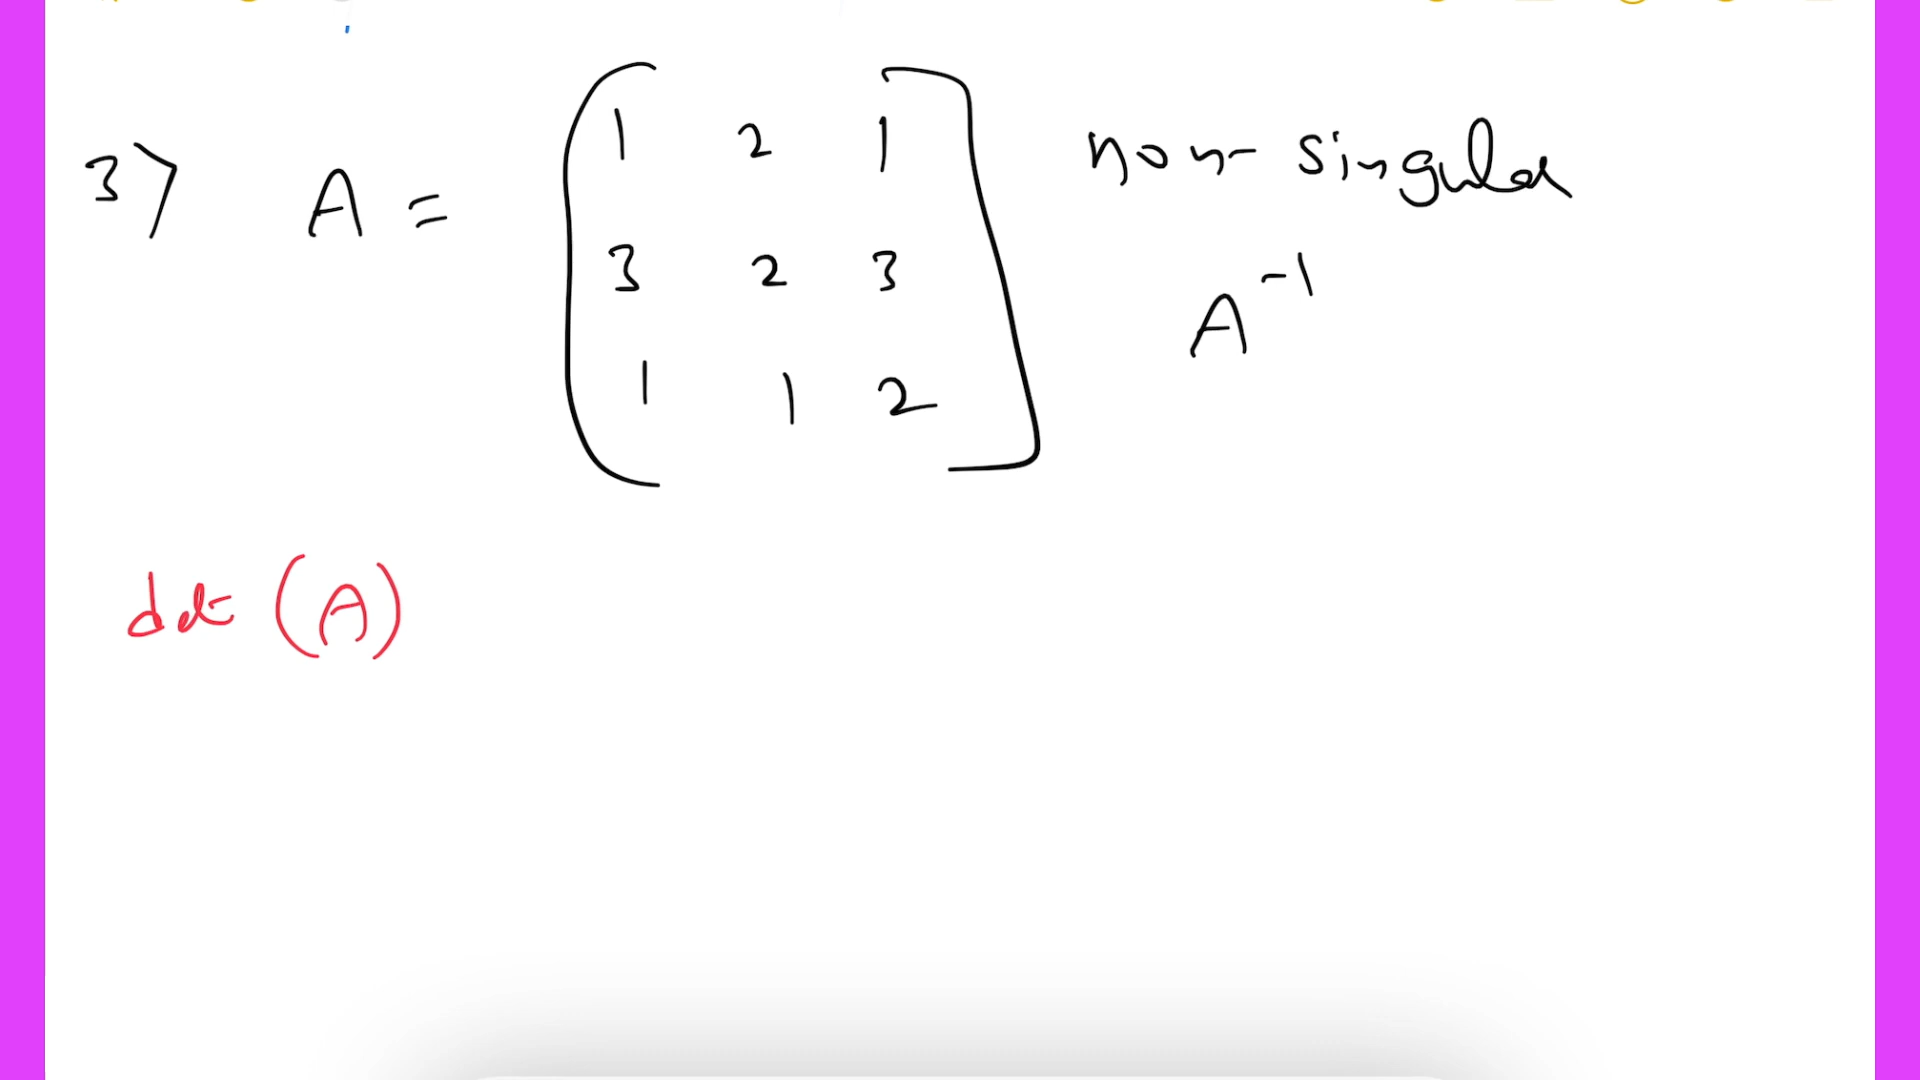 3) A = ( 1 2 1 ] non-singular
3 2 3 A⁻¹
1 1 2
det (A)